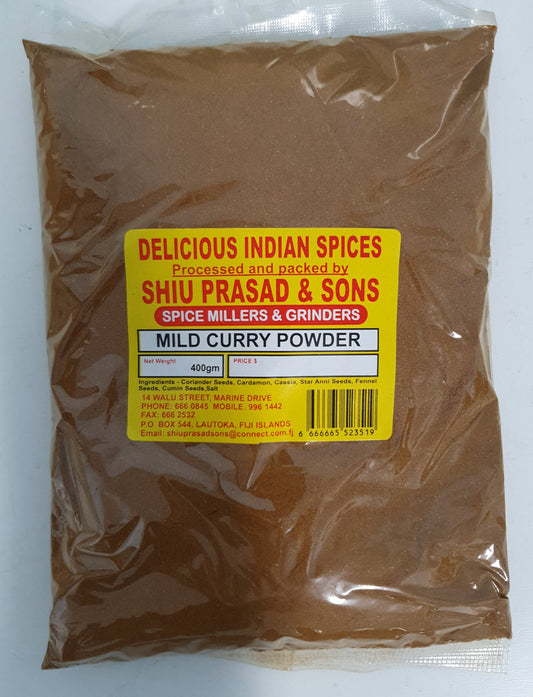 DELICIOUS INDIAN SPICES
Processed and packed by
SHIU PRASAD & SONS
SPICE MILLERS & GRINDERS
MILD CURRY POWDER
Net Weight 400gm PRICE $
Ingredients - Coriander Seeds, Cardamon, Cassia, Star Anni Seeds, Fennel
Seeds, Cumin Seeds,Salt
14 WALU STREET, MARINE DRIVE
PHONE: 666 0845 MOBILE. 996 1442
FAX: 666 2532
P.O BOX 544, LAUTOKA, FIJI ISLANDS
Email: shiuprasadsons@connect.com.fj
6 666665 523519